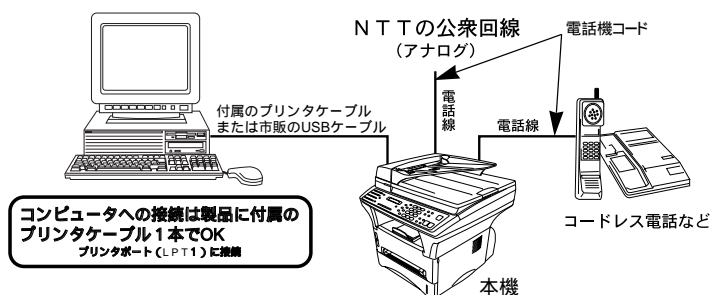 NTTの公衆回線
(アナログ)
電話機コード
付属のプリンタケーブル
または市販のUSBケーブル
電話線
電話線
コンピュータへの接続は製品に付属の
プリンタケーブル1本でOK
プリンタポート(LPT1)に接続
コードレス電話など
本機